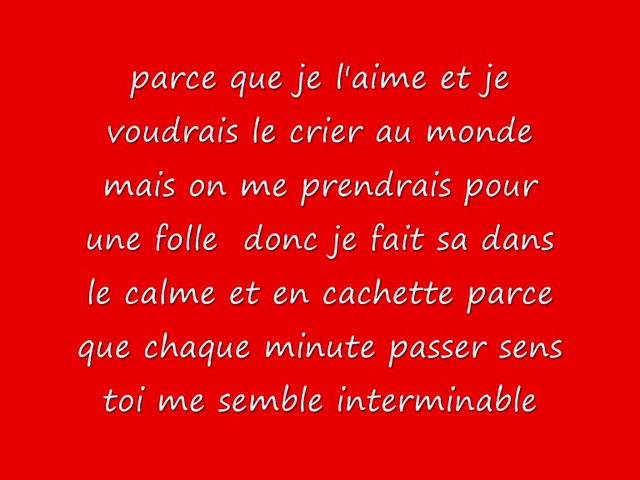 parce que je l'aime et je
voudrais le crier au monde
mais on me prendrais pour
une folle  donc je fait sa dans
le calme et en cachette parce
que chaque minute passer sens
toi me semble interminable